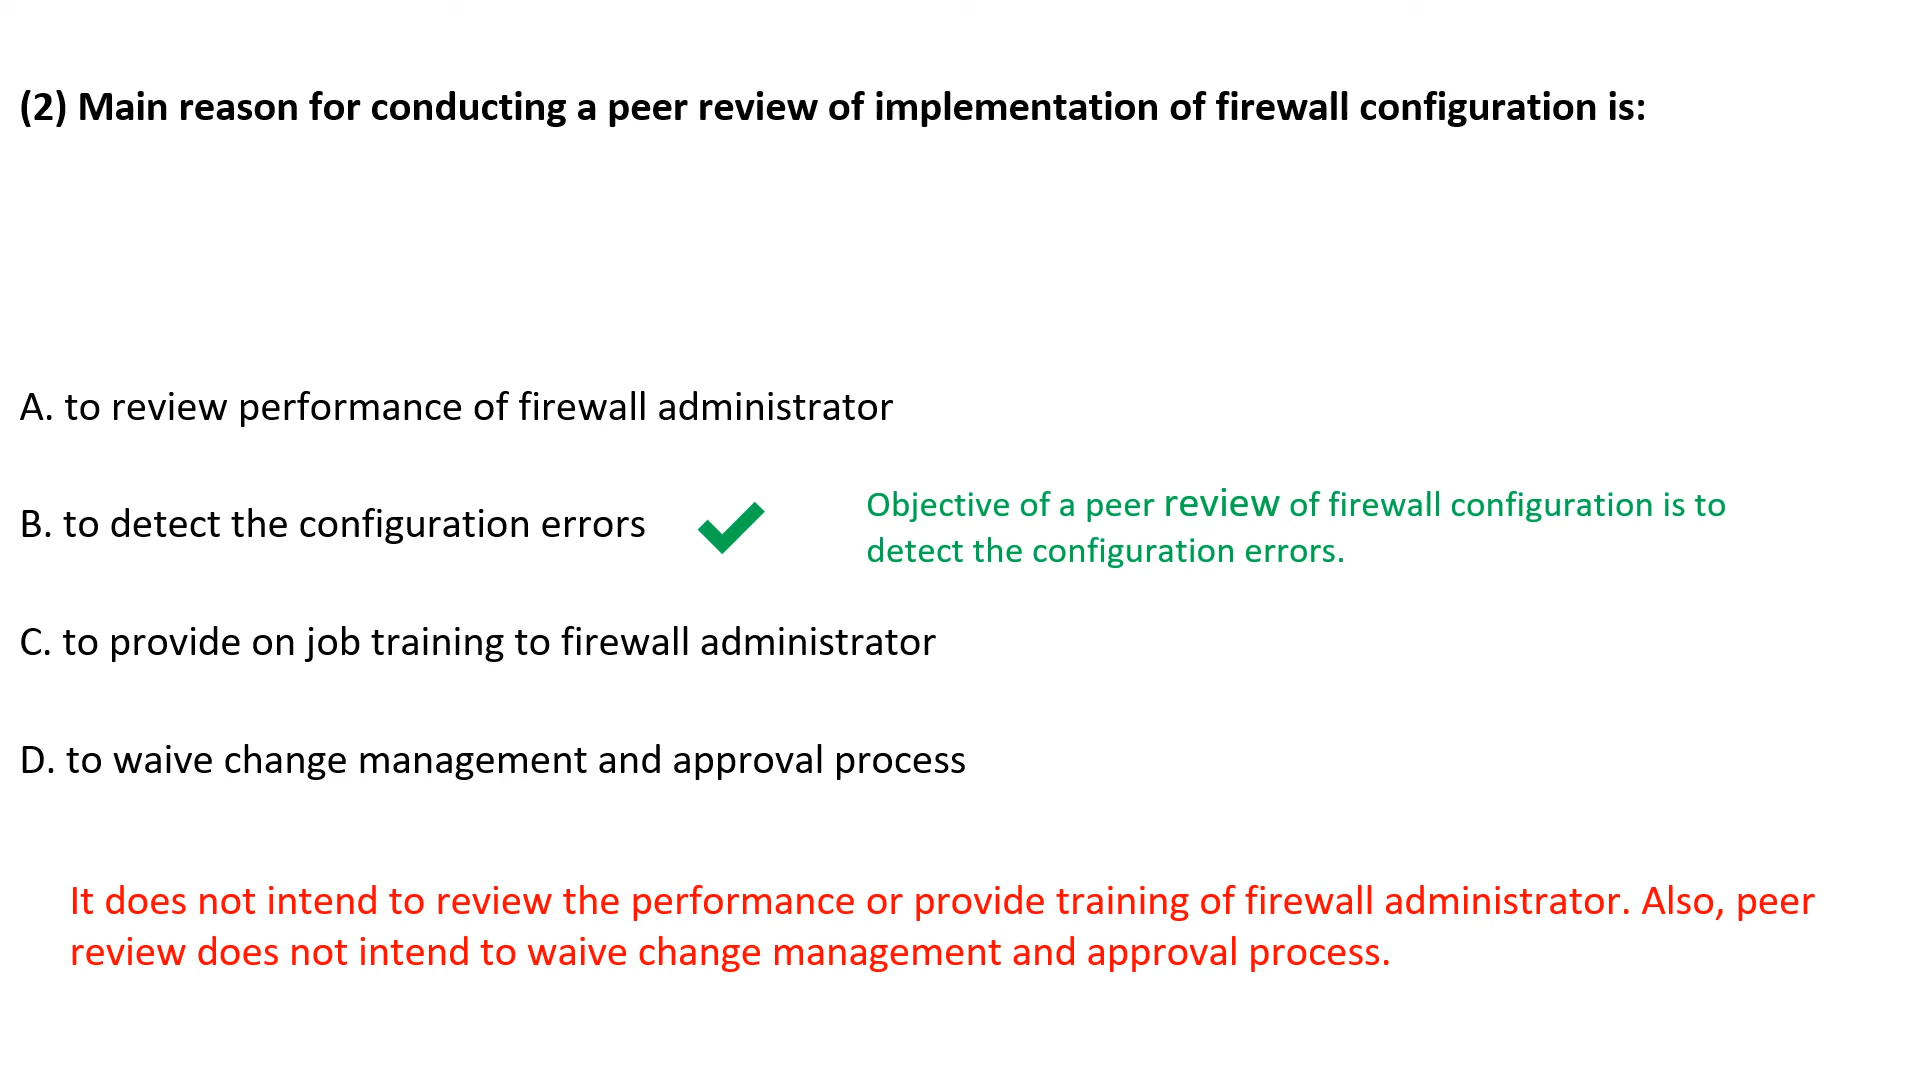 (2) Main reason for conducting a peer review of implementation of firewall configuration is:
A. to review performance of firewall administrator
B. to detect the configuration errors
Objective of a peer review of firewall configuration is to
detect the configuration errors.
C. to provide on job training to firewall administrator
D. to waive change management and approval process
It does not intend to review the performance or provide training of firewall administrator. Also, peer
review does not intend to waive change management and approval process.